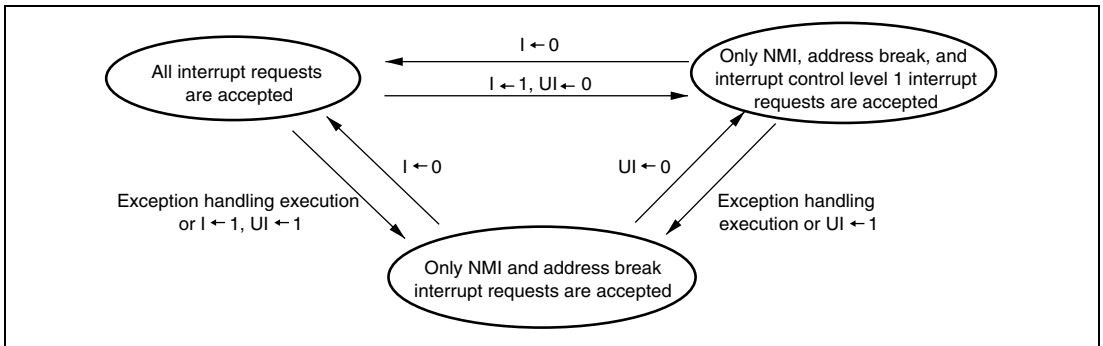 All interrupt requests
are accepted
I ← 0
I ← 1, UI ← 0
Only NMI, address break, and
interrupt control level 1 interrupt
requests are accepted
Exception handling execution
or I ← 1, UI ← 1
I ← 0
UI ← 0
Exception handling
execution or UI ← 1
Only NMI and address break
interrupt requests are accepted